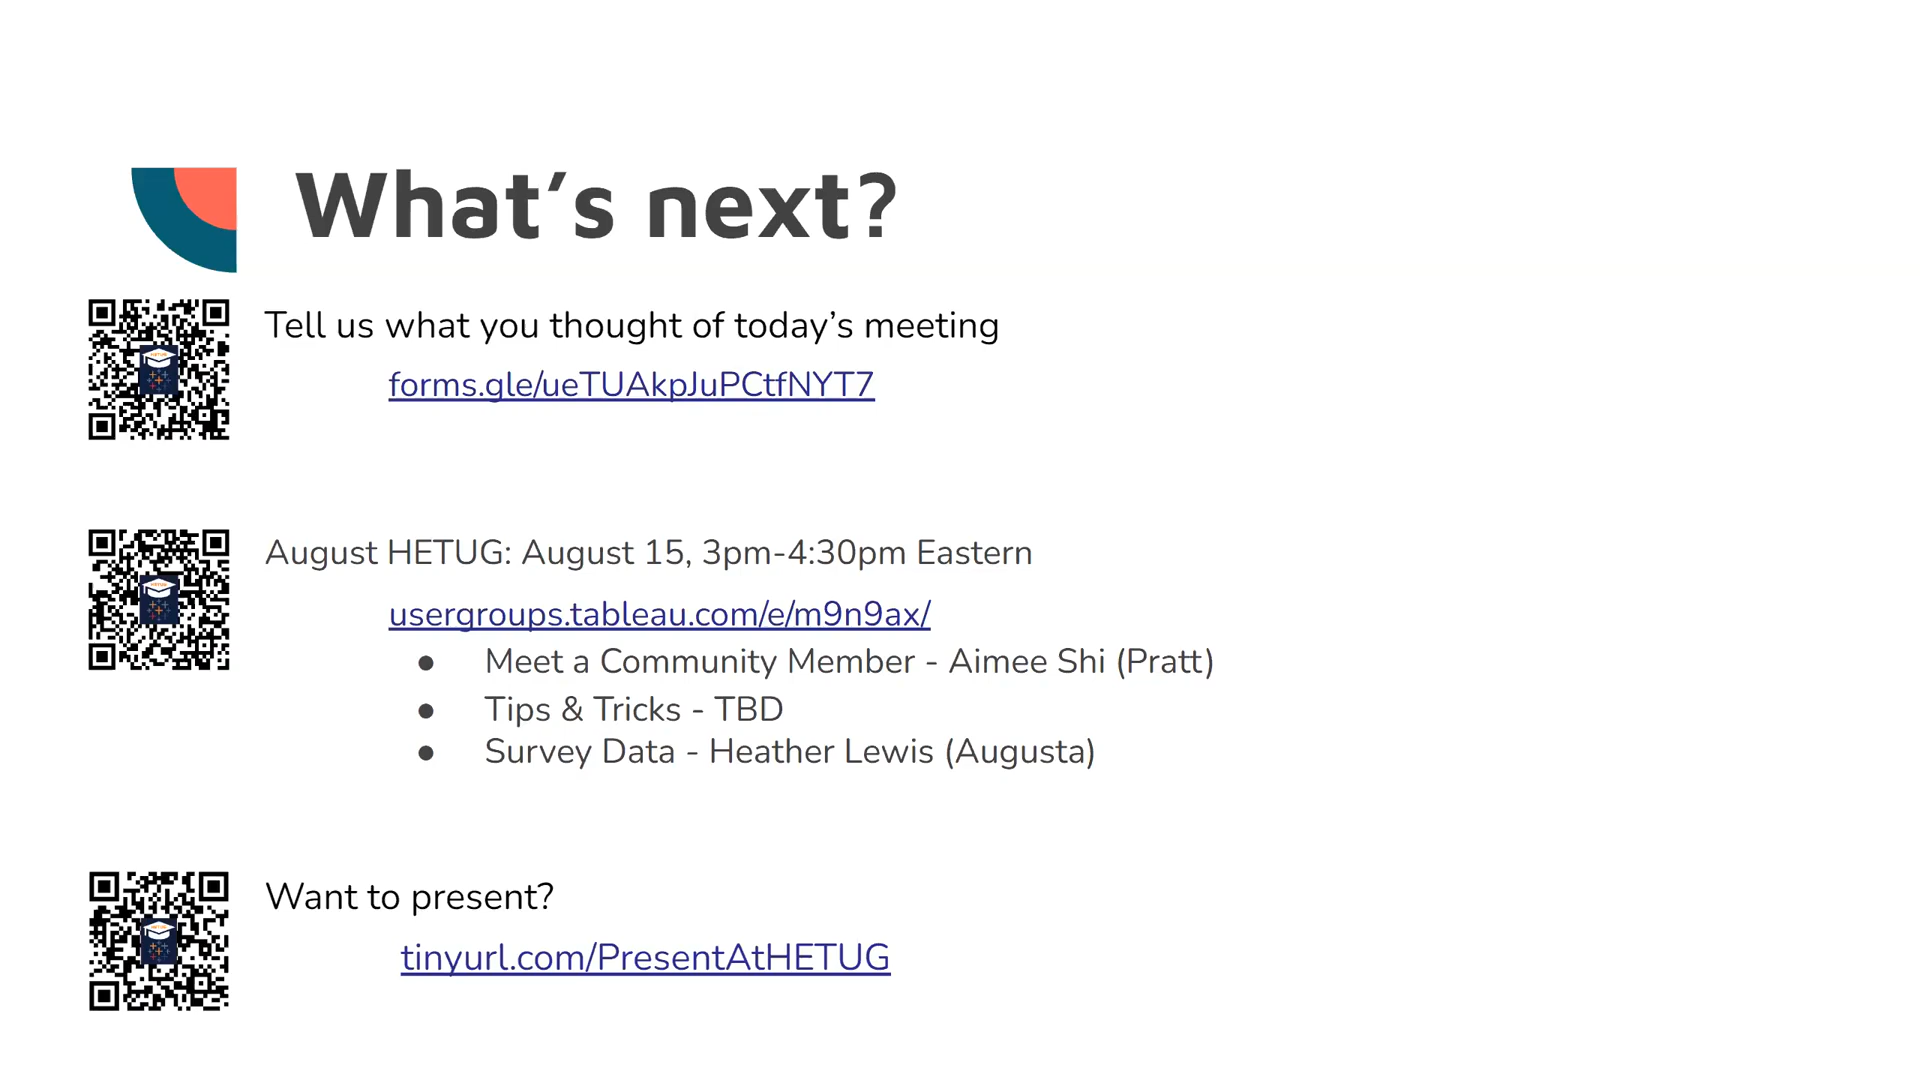 What’s next?
Tell us what you thought of today’s meeting
forms.gle/ueTUAkpJuPCtfNYT7
August HETUG: August 15, 3pm-4:30pm Eastern
usergroups.tableau.com/e/m9n9ax/
● Meet a Community Member - Aimee Shi (Pratt)
● Tips & Tricks - TBD
● Survey Data - Heather Lewis (Augusta)
Want to present?
tinyurl.com/PresentAtHETUG